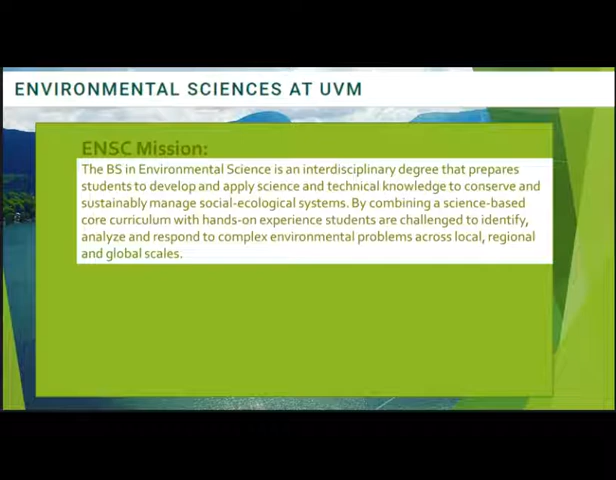 ENVIRONMENTAL SCIENCES AT UVM
ENSC Mission:
The BS in Environmental Science is an interdisciplinary degree that prepares
students to develop and apply science and technical knowledge to conserve and
sustainably manage social-ecological systems. By combining a science-based
core curriculum with hands-on experience students are challenged to identify,
analyze and respond to complex environmental problems across local, regional
and global scales.